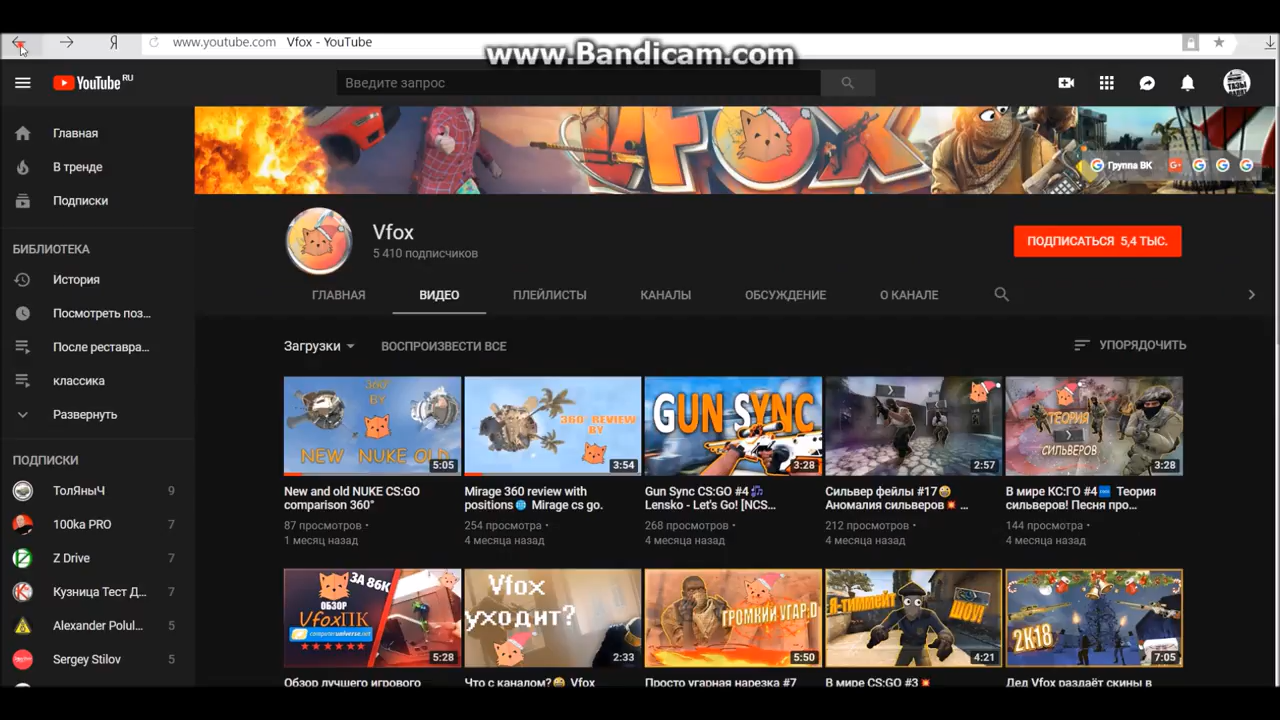 www.youtube.com Vfox - YouTube
www.Bandicam.com
YouTube RU
Введите запрос
Главная
В тренде
Подписки
БИБЛИОТЕКА
История
Посмотреть поз...
После реставра...
классика
Развернуть
ПОДПИСКИ
ТолЯныЧ 9
100ka PRO 7
Z Drive 7
Кузница Тест Д... 7
Alexander Polul... 5
Sergey Stilov 5
VFOX
Группа ВК
Vfox
5 410 подписчиков
ПОДПИСАТЬСЯ 5,4 ТЫС.
ГЛАВНАЯ ВИДЕО ПЛЕЙЛИСТЫ КАНАЛЫ ОБСУЖДЕНИЕ О КАНАЛЕ
Загрузки ВОСПРОИЗВЕСТИ ВСЕ УПОРЯДОЧИТЬ
360 BY NEW NUKE OLD
5:05
360 REVIEW BY
3:54
GUN SYNC
3:28
2:57
ТЕОРИЯ СИЛЬВЕРОВ
3:28
New and old NUKE CS:GO
comparison 360°
87 просмотров •
1 месяц назад
Mirage 360 review with
positions Mirage cs go.
254 просмотра •
4 месяца назад
Gun Sync CS:GO #4
Lensko - Let's Go! [NCS...
268 просмотров •
4 месяца назад
Сильвер фейлы #17
Аномалия сильверов ...
212 просмотров •
4 месяца назад
В мире КС:ГО #4 Теория
сильверов! Песня про...
144 просмотра •
4 месяца назад
ЗА 86К
ОБЗОР
VfoxПК
computeruniverse.net
5:28
Vfox
уходит?
2:33
ГРОМКИЙ УГАР:D
5:50
Я-ТИММЕЙТ
ШОУ!
4:21
2К18
7:05
Обзор лучшего игрового
Что с каналом? Vfox
Просто угарная нарезка #7
В мире CS:GO #3
Дед Vfox раздаёт скины в